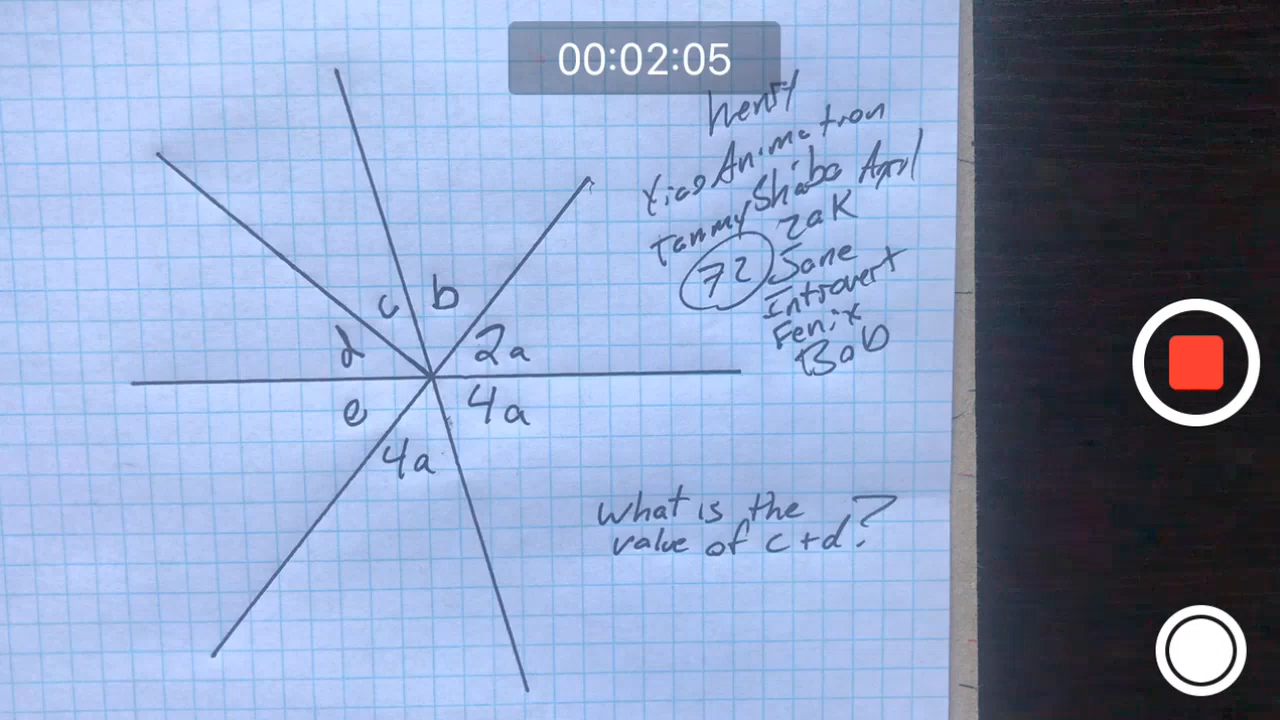 00:02:05
Henry
Xiao Animation
Tammy Shiba April
Zak
72 Jane
Introvert
Fenix
Bob
c b
d 2a
e 4a
4a
What is the
value of c+d?